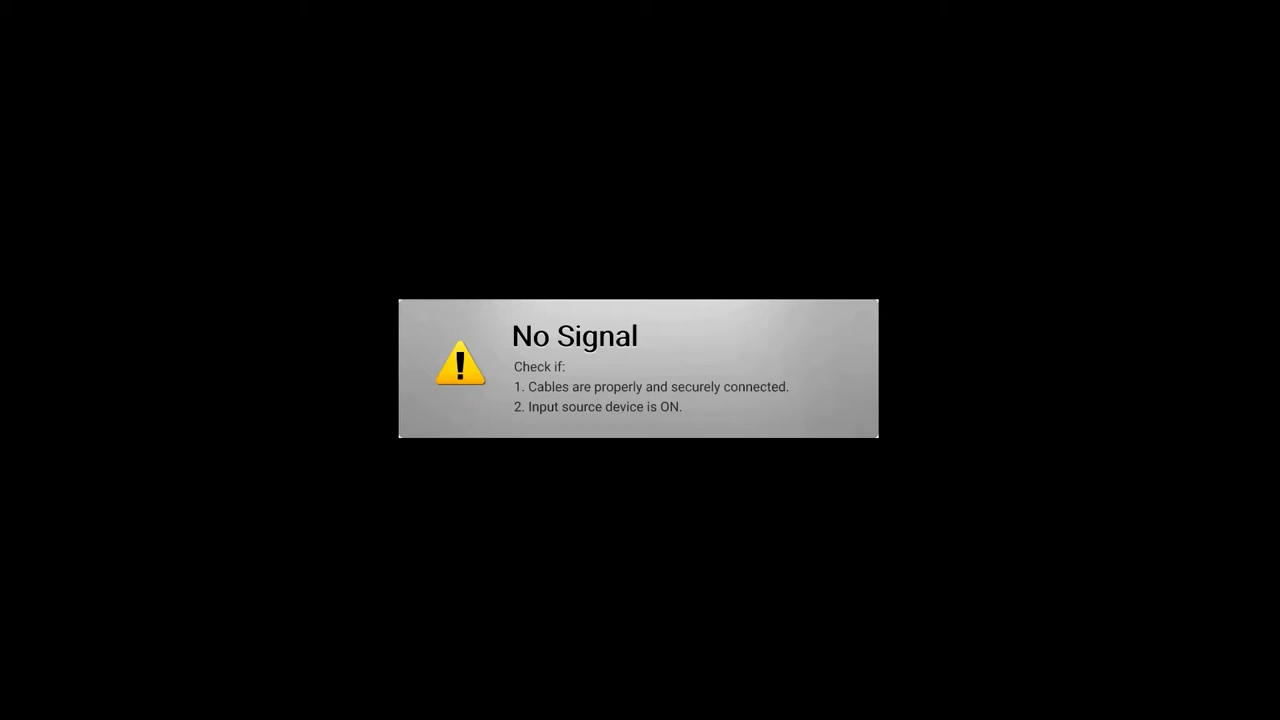 No Signal
Check if:
1. Cables are properly and securely connected.
2. Input source device is ON.